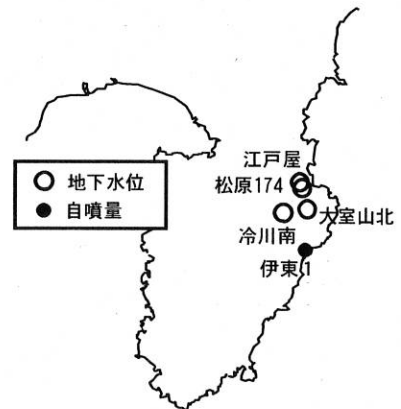 江戸屋
松原174
大室山北
冷川南
伊東1
地下水位
自噴量